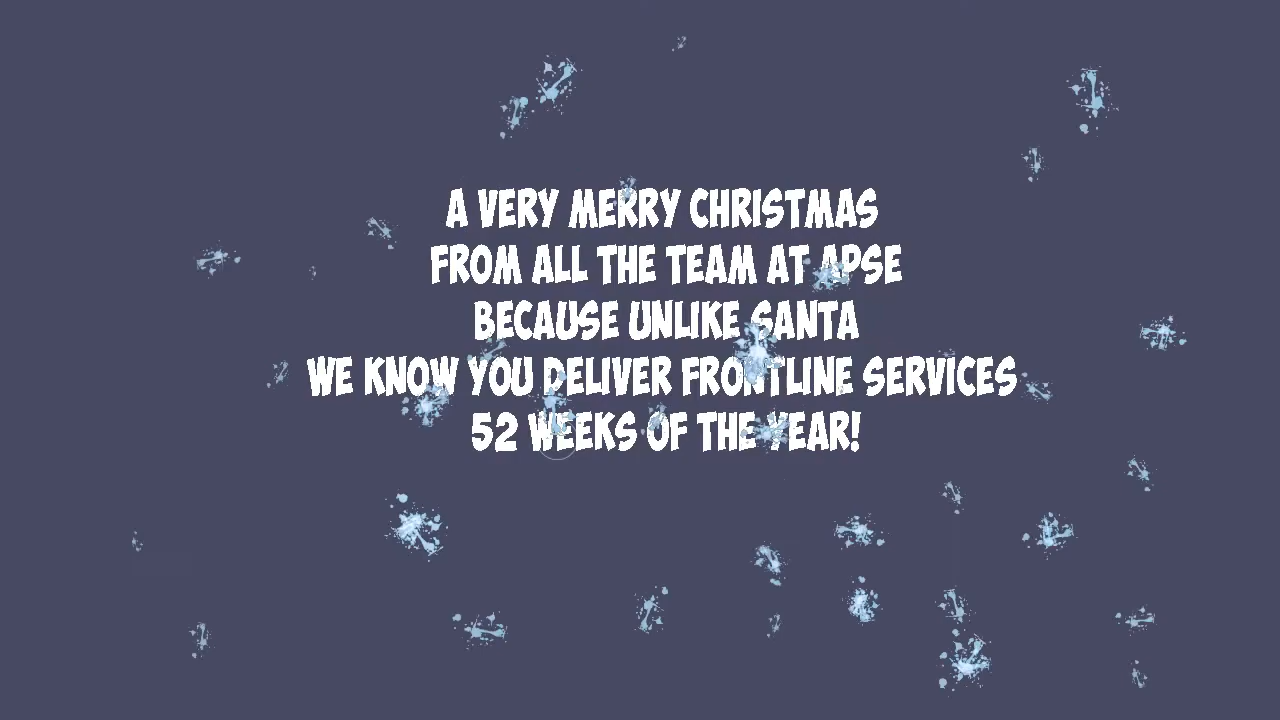 A VERY MERRY CHRISTMAS
FROM ALL THE TEAM AT APSE
BECAUSE UNLIKE SANTA
WE KNOW YOU DELIVER FRONTLINE SERVICES
52 WEEKS OF THE YEAR!